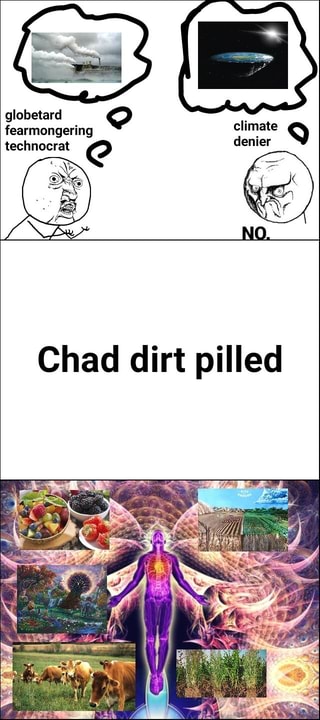 globetard
fearmongering
technocrat
climate
denier
NO.
Chad dirt pilled